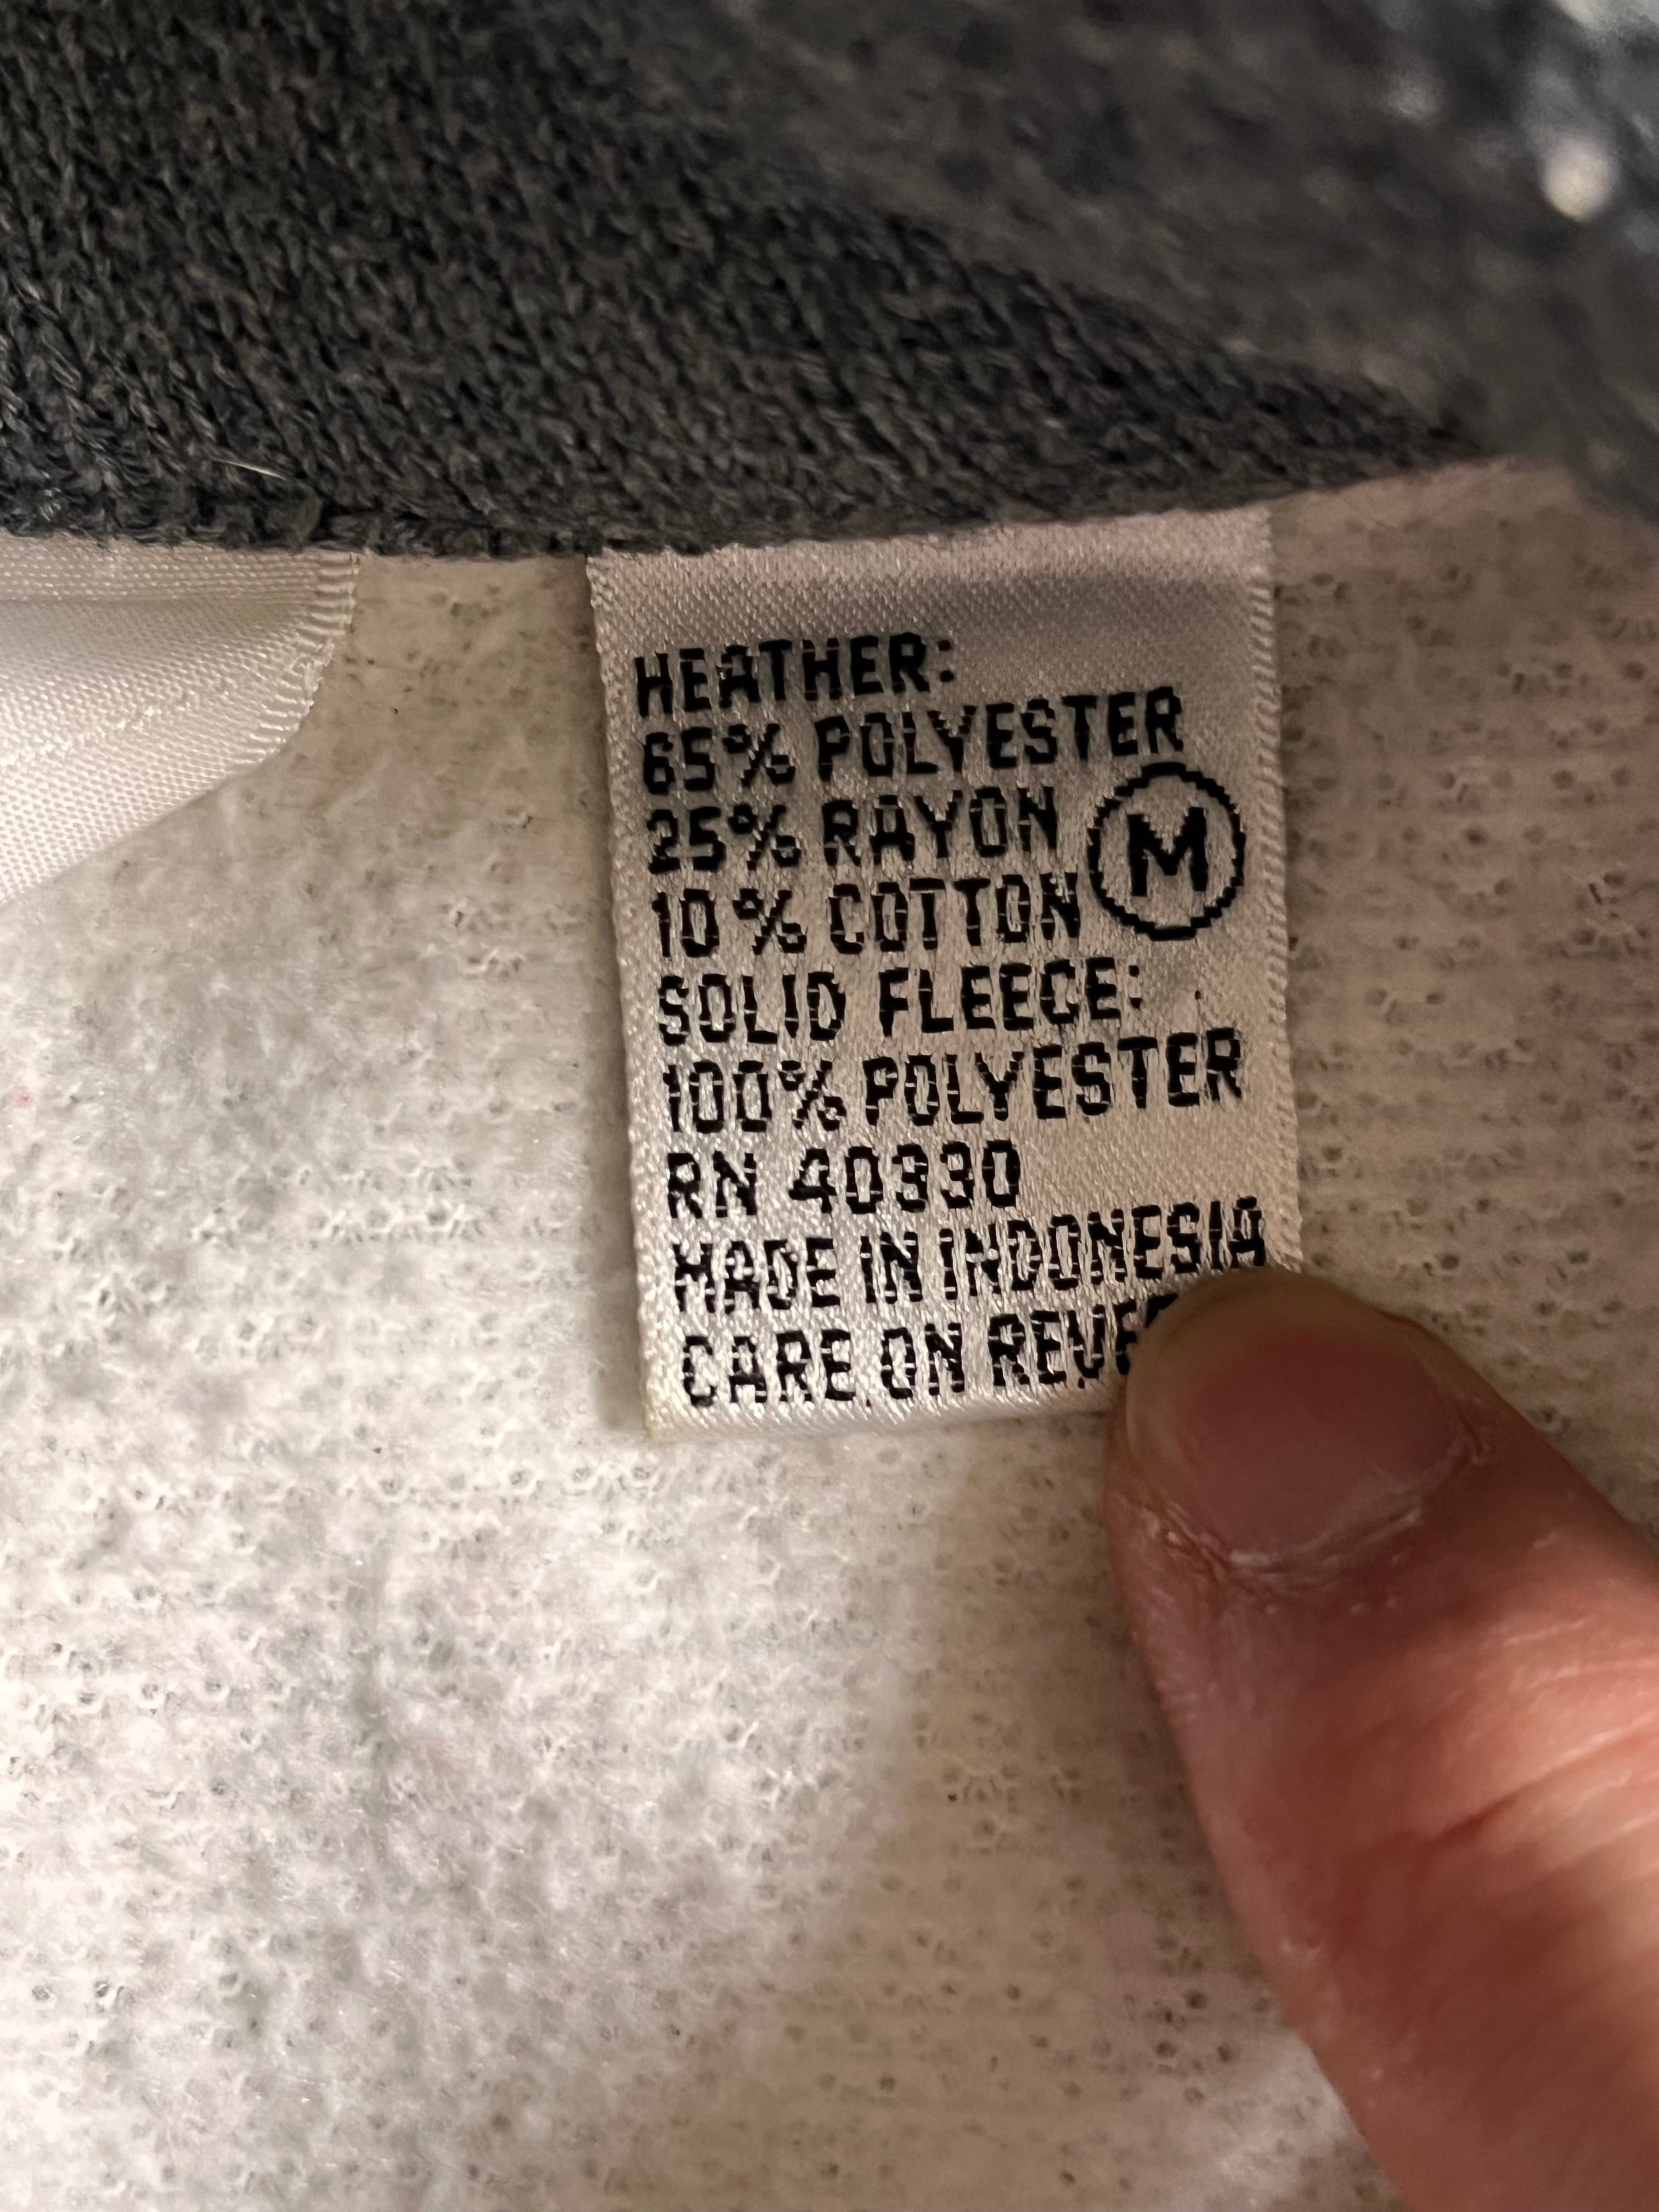 HEATHER:
65% POLYESTER
25% RAYON
M
10% COTTON
SOLID FLEECE:
100% POLYESTER
RN 40330
MADE IN INDONESIA
CARE ON